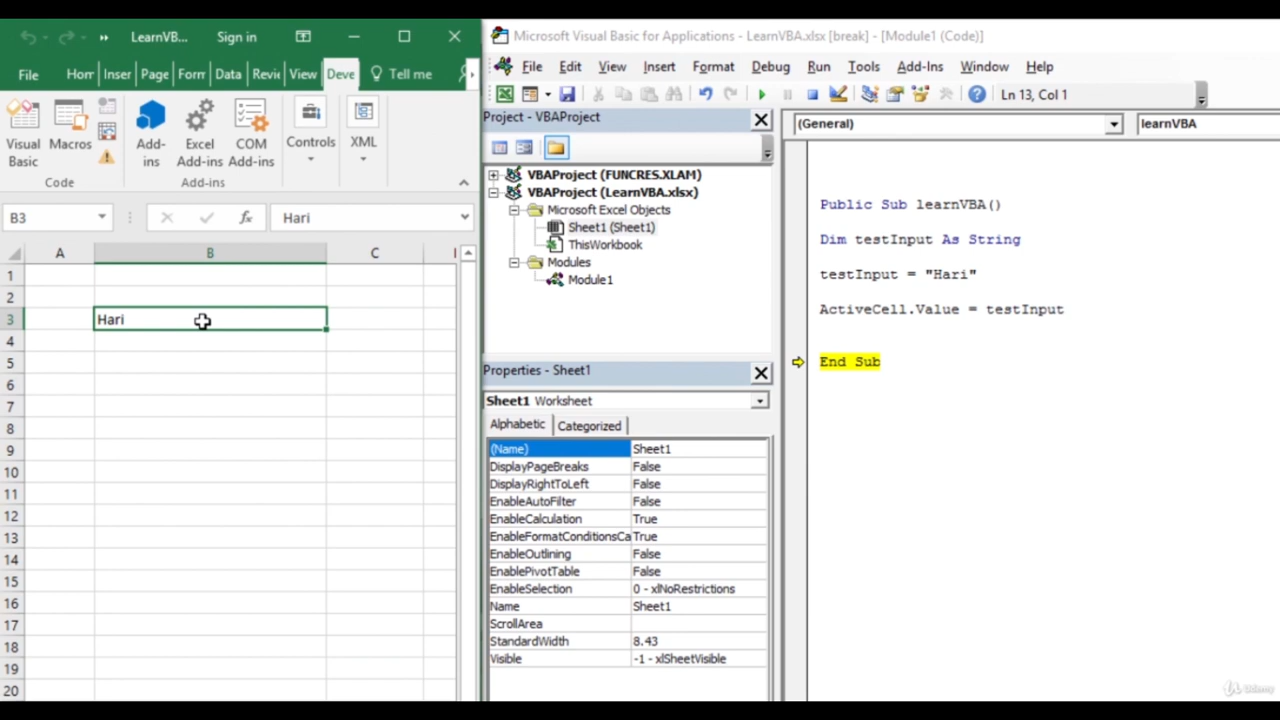 LearnVB...
Sign in
File
Hor
Inser
Page
Forr
Data
Revie
View
Deve
Tell me
Visual
Basic
Macros
Code
Add-
ins
Excel
Add-ins
COM
Add-ins
Add-ins
Controls
XML
B3
fx
Hari
A
B
C
1
2
3
Hari
4
5
6
7
8
9
10
11
12
13
14
15
16
17
18
19
20
Microsoft Visual Basic for Applications - LearnVBA.xlsx [break] - [Module1 (Code)]
File Edit View Insert Format Debug Run Tools Add-Ins Window Help
Ln 13, Col 1
Project - VBAProject
VBAProject (FUNCRES.XLAM)
VBAProject (LearnVBA.xlsx)
Microsoft Excel Objects
Sheet1 (Sheet1)
ThisWorkbook
Modules
Module1
Properties - Sheet1
Sheet1 Worksheet
Alphabetic Categorized
(Name) Sheet1
DisplayPageBreaks False
DisplayRightToLeft False
EnableAutoFilter False
EnableCalculation True
EnableFormatConditionsCa True
EnableOutlining False
EnablePivotTable False
EnableSelection 0 - xlNoRestrictions
Name Sheet1
ScrollArea
StandardWidth 8.43
Visible -1 - xlSheetVisible
(General)
learnVBA
Public Sub learnVBA()
Dim testInput As String
testInput = "Hari"
ActiveCell.Value = testInput
End Sub
Udemy